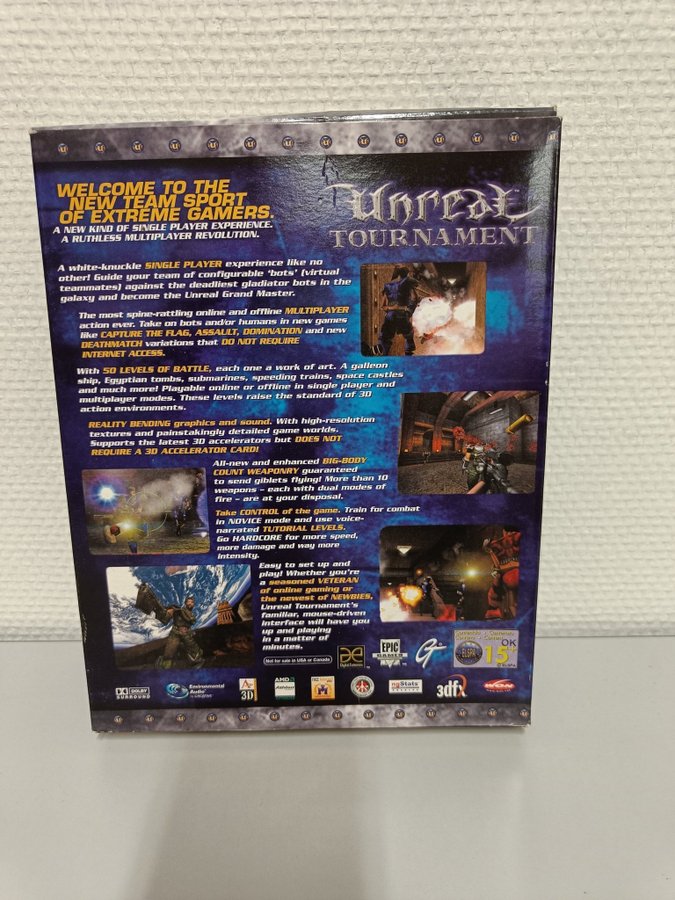 WELCOME TO THE
NEW TEAM SPORT
OF EXTREME GAMERS.
A NEW KIND OF SINGLE PLAYER EXPERIENCE.
A RUTHLESS MULTIPLAYER REVOLUTION.
Unreal
TOURNAMENT
A white-knuckle SINGLE PLAYER experience like no
other! Guide your team of configurable 'bots' (virtual
teammates) against the deadliest gladiator bots in the
galaxy and become the Unreal Grand Master.
The most spine-rattling online and offline MULTIPLAYER
action ever. Take on bots and/or humans in new games
like CAPTURE THE FLAG, ASSAULT, DOMINATION and new
DEATHMATCH variations that DO NOT REQUIRE
INTERNET ACCESS.
With 50 LEVELS OF BATTLE, each one a work of art. A galleon
ship, Egyptian tombs, submarines, speeding trains, space castles
and much more! Playable online or offline in single player and
multiplayer modes. These levels raise the standard of 3D
action environments.
REALITY BENDING graphics and sound. With high-resolution
textures and painstakingly detailed game worlds.
Supports the latest 3D accelerators but DOES NOT
REQUIRE A 3D ACCELERATOR CARD!
All-new and enhanced BIG-BODY
COUNT WEAPONRY guaranteed
to send giblets flying! More than 10
weapons - each with dual modes of
fire - are at your disposal.
Take CONTROL of the game. Train for combat
in NOVICE mode and use voice-
narrated TUTORIAL LEVELS.
Go HARDCORE for more speed,
more damage and way more
intensity.
Easy to set up and
play! Whether you're
a seasoned VETERAN
of online gaming or
the newest of NEWBIES,
Unreal Tournament's
familiar, mouse-driven
interface will have you
up and playing
in a matter of
minutes.
Not for sale in USA or Canada
Digital Extremes
EPIC
GAMES
GT
ELSPA
OK
15+
DOLBY
SURROUND
Environmental
Audio
A3D
AMD
Athlon
ngStats
3dfx